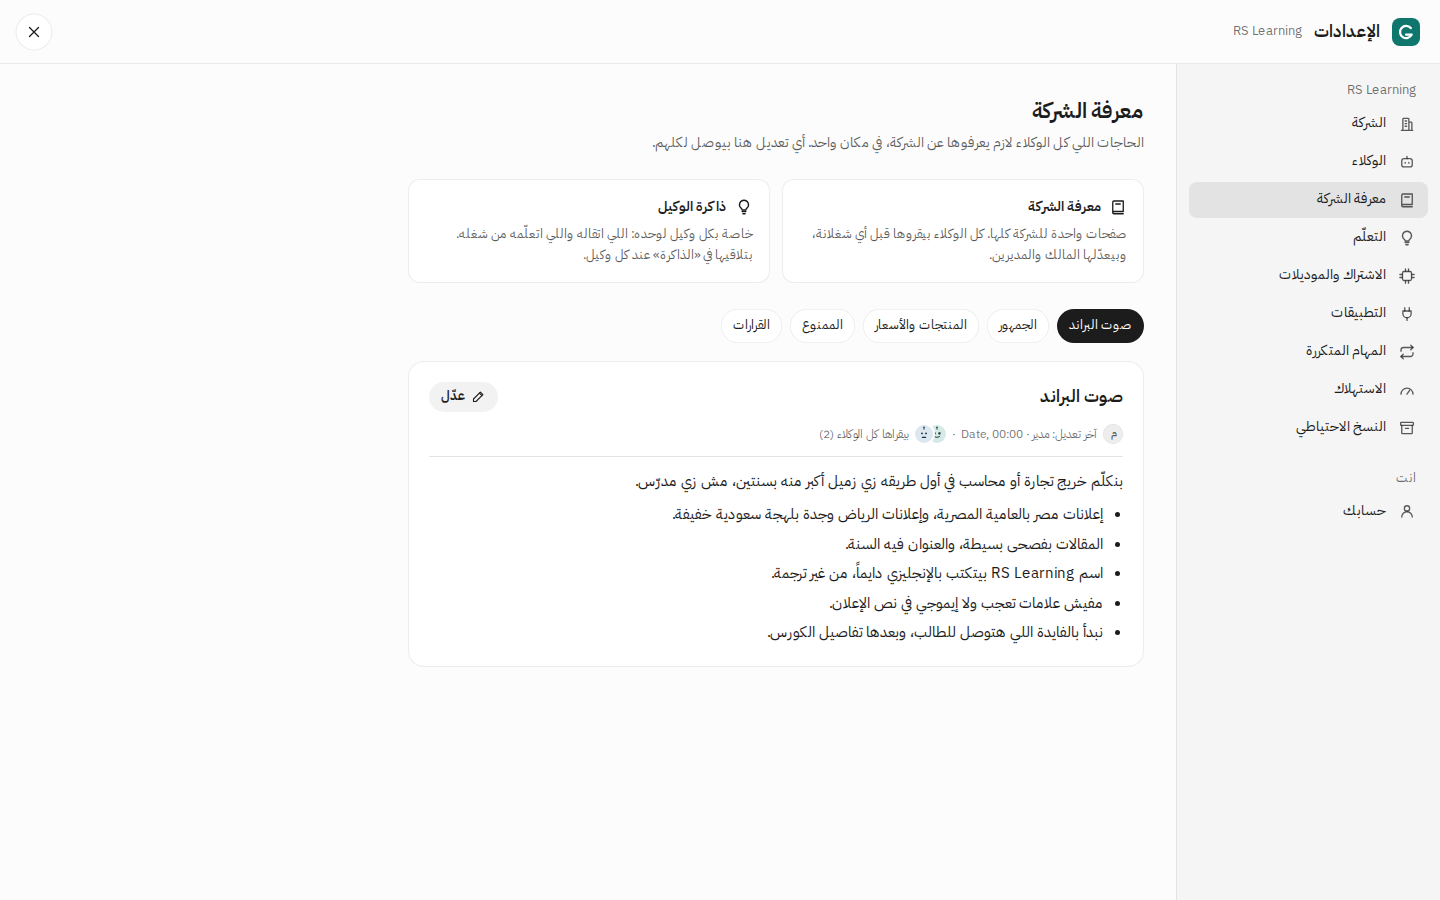 الإعدادات RS Learning
RS Learning
الشركة
الوكلاء
معرفة الشركة
التعلّم
الاشتراك والموديلات
التطبيقات
المهام المتكررة
الاستهلاك
النسخ الاحتياطي
انت
حسابك
معرفة الشركة
الحاجات اللي كل الوكلاء لازم يعرفوها عن الشركة، في مكان واحد. أي تعديل هنا بيوصل لكلهم.
معرفة الشركة
صفحات واحدة للشركة كلها. كل الوكلاء بيقروها قبل أي شغلانة،
وبيعدّلها المالك والمديرين.
ذاكرة الوكيل
خاصة بكل وكيل لوحده: اللي اتقاله واللي اتعلّمه من شغله.
بتلاقيها في «الذاكرة» عند كل وكيل.
صوت البراند
الجمهور
المنتجات والأسعار
الممنوع
القرارات
صوت البراند
عدّل
م آخر تعديل: مدير · Date, 00:00 · بيقراها كل الوكلاء (2)
بنكلّم خريج تجارة أو محاسب في أول طريقه زي زميل أكبر منه بسنتين، مش زي مدرّس.
• إعلانات مصر بالعامية المصرية، وإعلانات الرياض وجدة بلهجة سعودية خفيفة.
• المقالات بفصحى بسيطة، والعنوان فيه السنة.
• اسم RS Learning بيتكتب بالإنجليزي دايماً، من غير ترجمة.
• مفيش علامات تعجب ولا إيموجي في نص الإعلان.
• نبدأ بالفايدة اللي هتوصل للطالب، وبعدها تفاصيل الكورس.